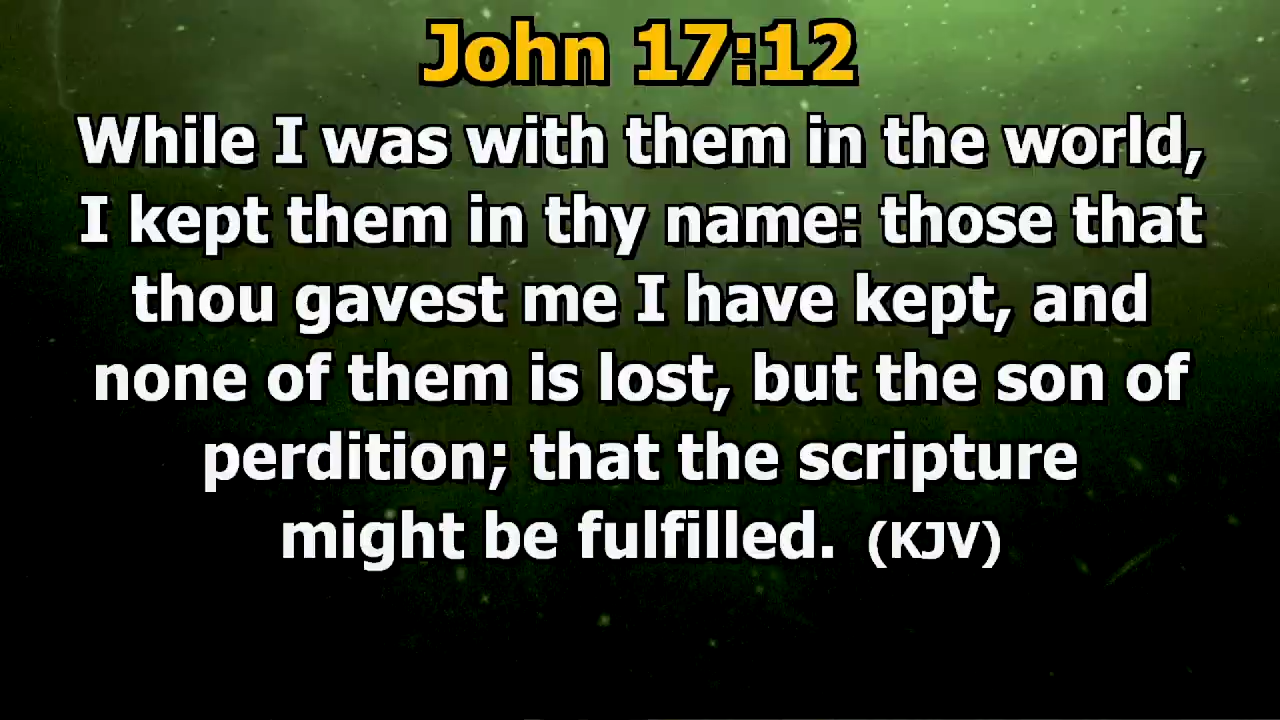 John 17:12
While I was with them in the world,
I kept them in thy name: those that
thou gavest me I have kept, and
none of them is lost, but the son of
perdition; that the scripture
might be fulfilled. (KJV)